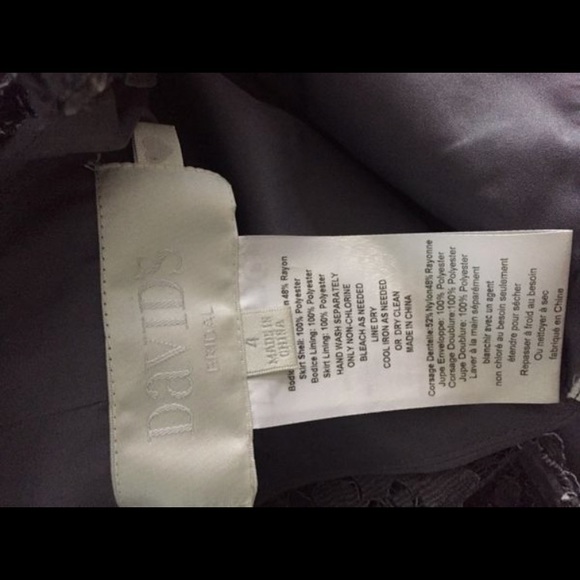 DAVID'S
BRIDAL
4
MADE IN
CHINA
48% Rayon
Skirt Shell: 100% Polyester
Bodice Lining: 100% Polyester
Skirt Lining: 100% Polyester
HAND WASH SEPARATELY
ONLY NON-CHLORINE
BLEACH AS NEEDED
LINE DRY
COOL IRON AS NEEDED
OR DRY CLEAN
MADE IN CHINA
Corsage Dentelle: 52% Nylon48% Rayonne
Jupe Enveloppe: 100% Polyester
Corsage Doublure: 100% Polyester
Jupe Doublure: 100% Polyester
Laver à la main séparément
blanchir avec un agent
non chloré au besoin seulement
étendre pour sécher
Repasser à froid au besoin
Ou nettoyer à sec
fabriqué en Chine